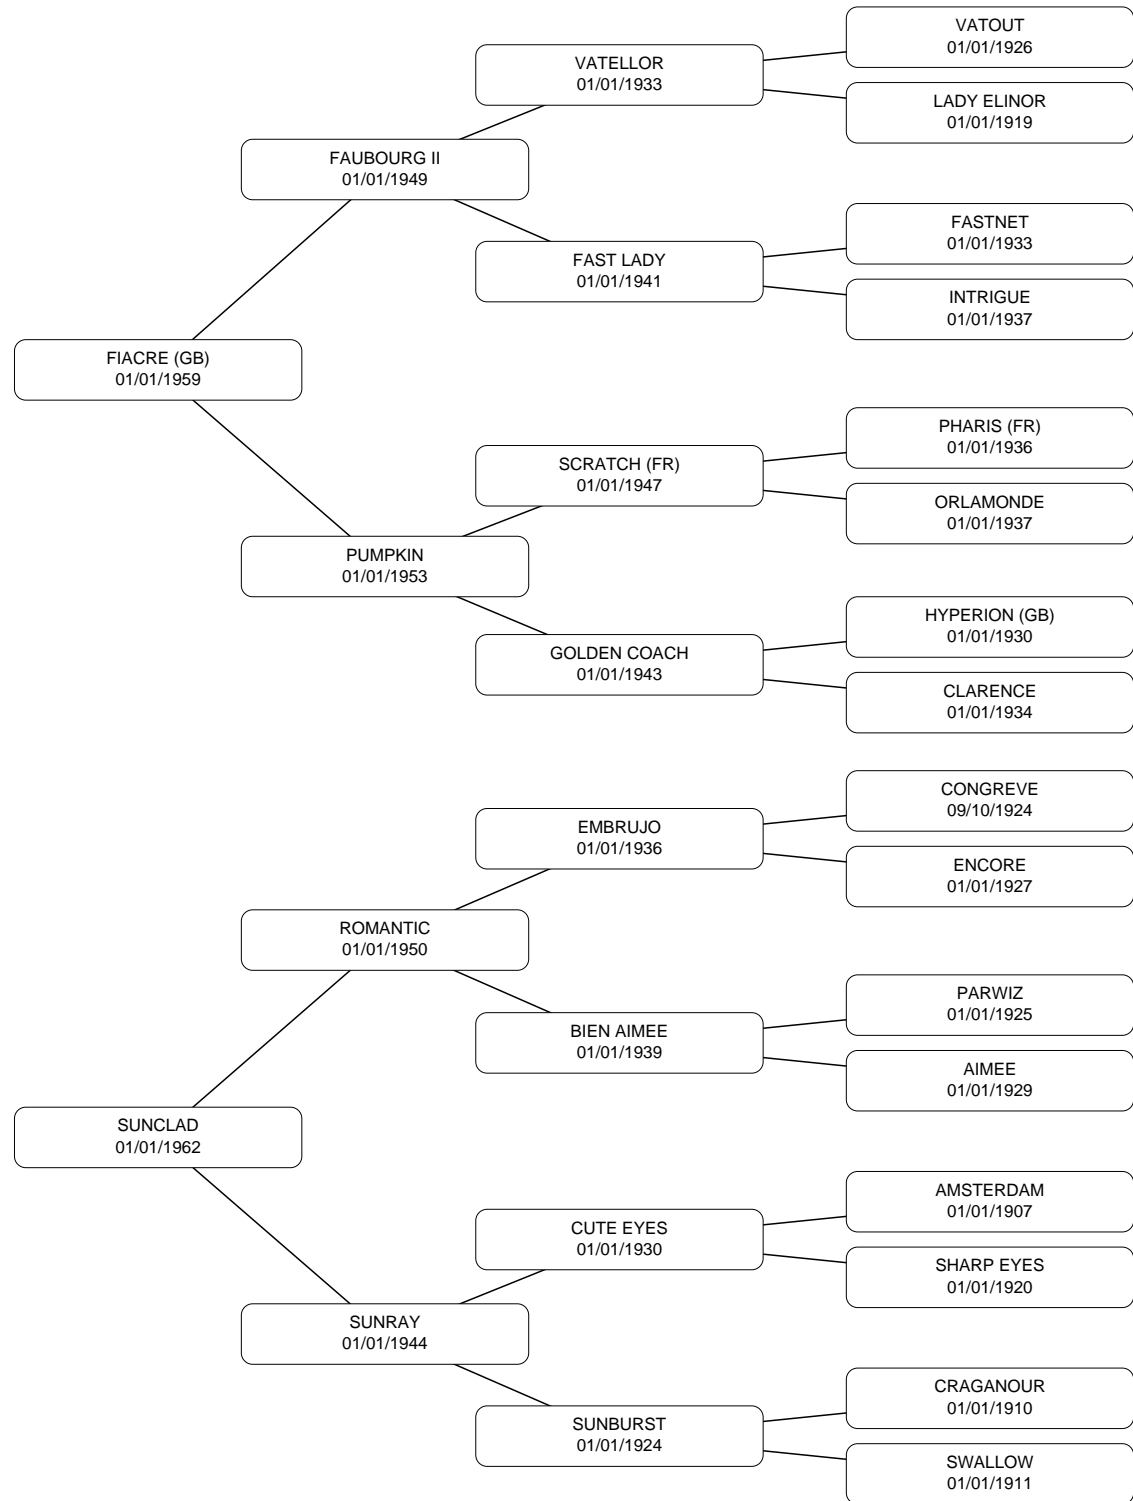 VATOUT
01/01/1926
VATELLOR
01/01/1933
LADY ELINOR
01/01/1919
FAUBOURG II
01/01/1949
FASTNET
01/01/1933
FAST LADY
01/01/1941
INTRIGUE
01/01/1937
FIACRE (GB)
01/01/1959
PHARIS (FR)
01/01/1936
SCRATCH (FR)
01/01/1947
ORLAMONDE
01/01/1937
PUMPKIN
01/01/1953
HYPERION (GB)
01/01/1930
GOLDEN COACH
01/01/1943
CLARENCE
01/01/1934
CONGREVE
09/10/1924
EMBRUJO
01/01/1936
ENCORE
01/01/1927
ROMANTIC
01/01/1950
PARWIZ
01/01/1925
BIEN AIMEE
01/01/1939
AIMEE
01/01/1929
SUNCLAD
01/01/1962
AMSTERDAM
01/01/1907
CUTE EYES
01/01/1930
SHARP EYES
01/01/1920
SUNRAY
01/01/1944
CRAGANOUR
01/01/1910
SUNBURST
01/01/1924
SWALLOW
01/01/1911